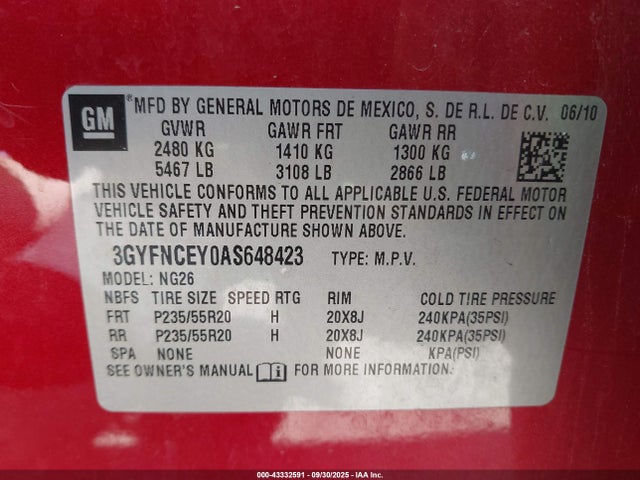 GM ® MFD BY GENERAL MOTORS DE MEXICO, S. DE R.L. DE C.V. 06/10
GVWR GAWR FRT GAWR RR
2480 KG 1410 KG 1300 KG
5467 LB 3108 LB 2866 LB
THIS VEHICLE CONFORMS TO ALL APPLICABLE U.S. FEDERAL MOTOR
VEHICLE SAFETY AND THEFT PREVENTION STANDARDS IN EFFECT ON
THE DATE OF MANUFACTURE SHOWN ABOVE.
3GYFNCEY0AS648423 TYPE: M.P.V.
MODEL: NG26
NBFS TIRE SIZE SPEED RTG RIM COLD TIRE PRESSURE
FRT P235/55R20 H 20X8J 240KPA(35PSI)
RR P235/55R20 H 20X8J 240KPA(35PSI)
SPA NONE NONE KPA(PSI)
SEE OWNER'S MANUAL FOR MORE INFORMATION.
000-43332591 - 09/30/2025 - IAA Inc.